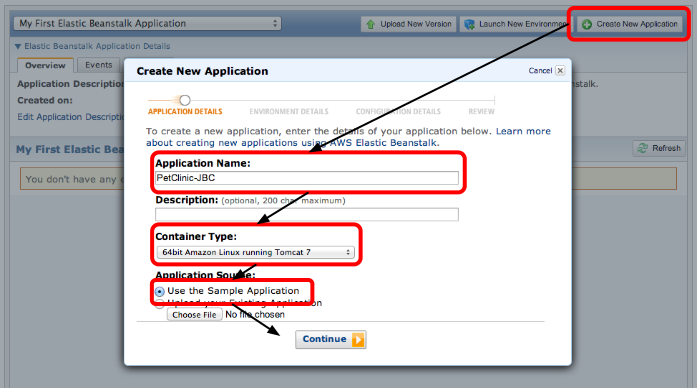 My First Elastic Beanstalk Application
Upload New Version
Launch New Environment
Create New Application
Elastic Beanstalk Application Details
Overview
Events
Application Description
Created on:
Edit Application Description
My First Elastic Bea
Refresh
You don't have any e
Create New Application
Cancel
APPLICATION DETAILS
ENVIRONMENT DETAILS
CONFIGURATION DETAILS
REVIEW
To create a new application, enter the details of your application below. Learn more
about creating new applications using AWS Elastic Beanstalk.
Application Name:
PetClinic-JBC
Description: (optional, 200 char maximum)
Container Type:
64bit Amazon Linux running Tomcat 7
Application Source:
Use the Sample Application
Upload your Existing Application
Choose File No file chosen
Continue